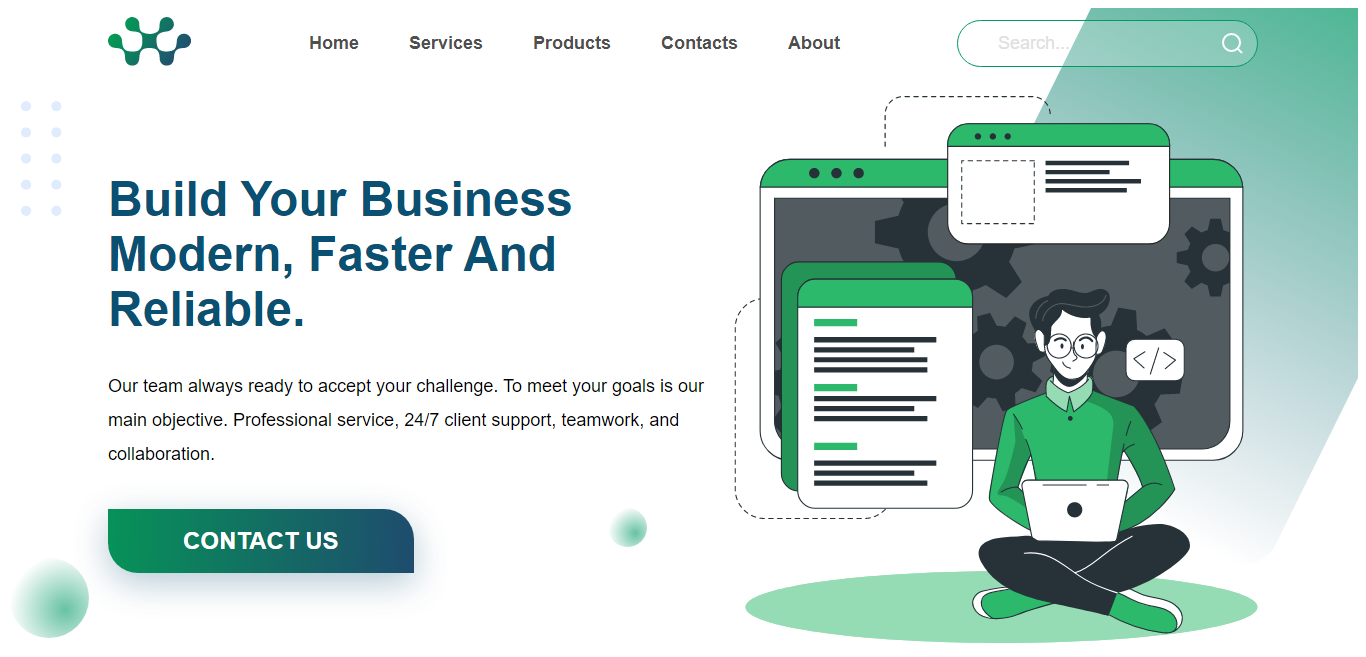 Home Services Products Contacts About Search...
Build Your Business
Modern, Faster And
Reliable.
Our team always ready to accept your challenge. To meet your goals is our
main objective. Professional service, 24/7 client support, teamwork, and
collaboration.
CONTACT US
</>